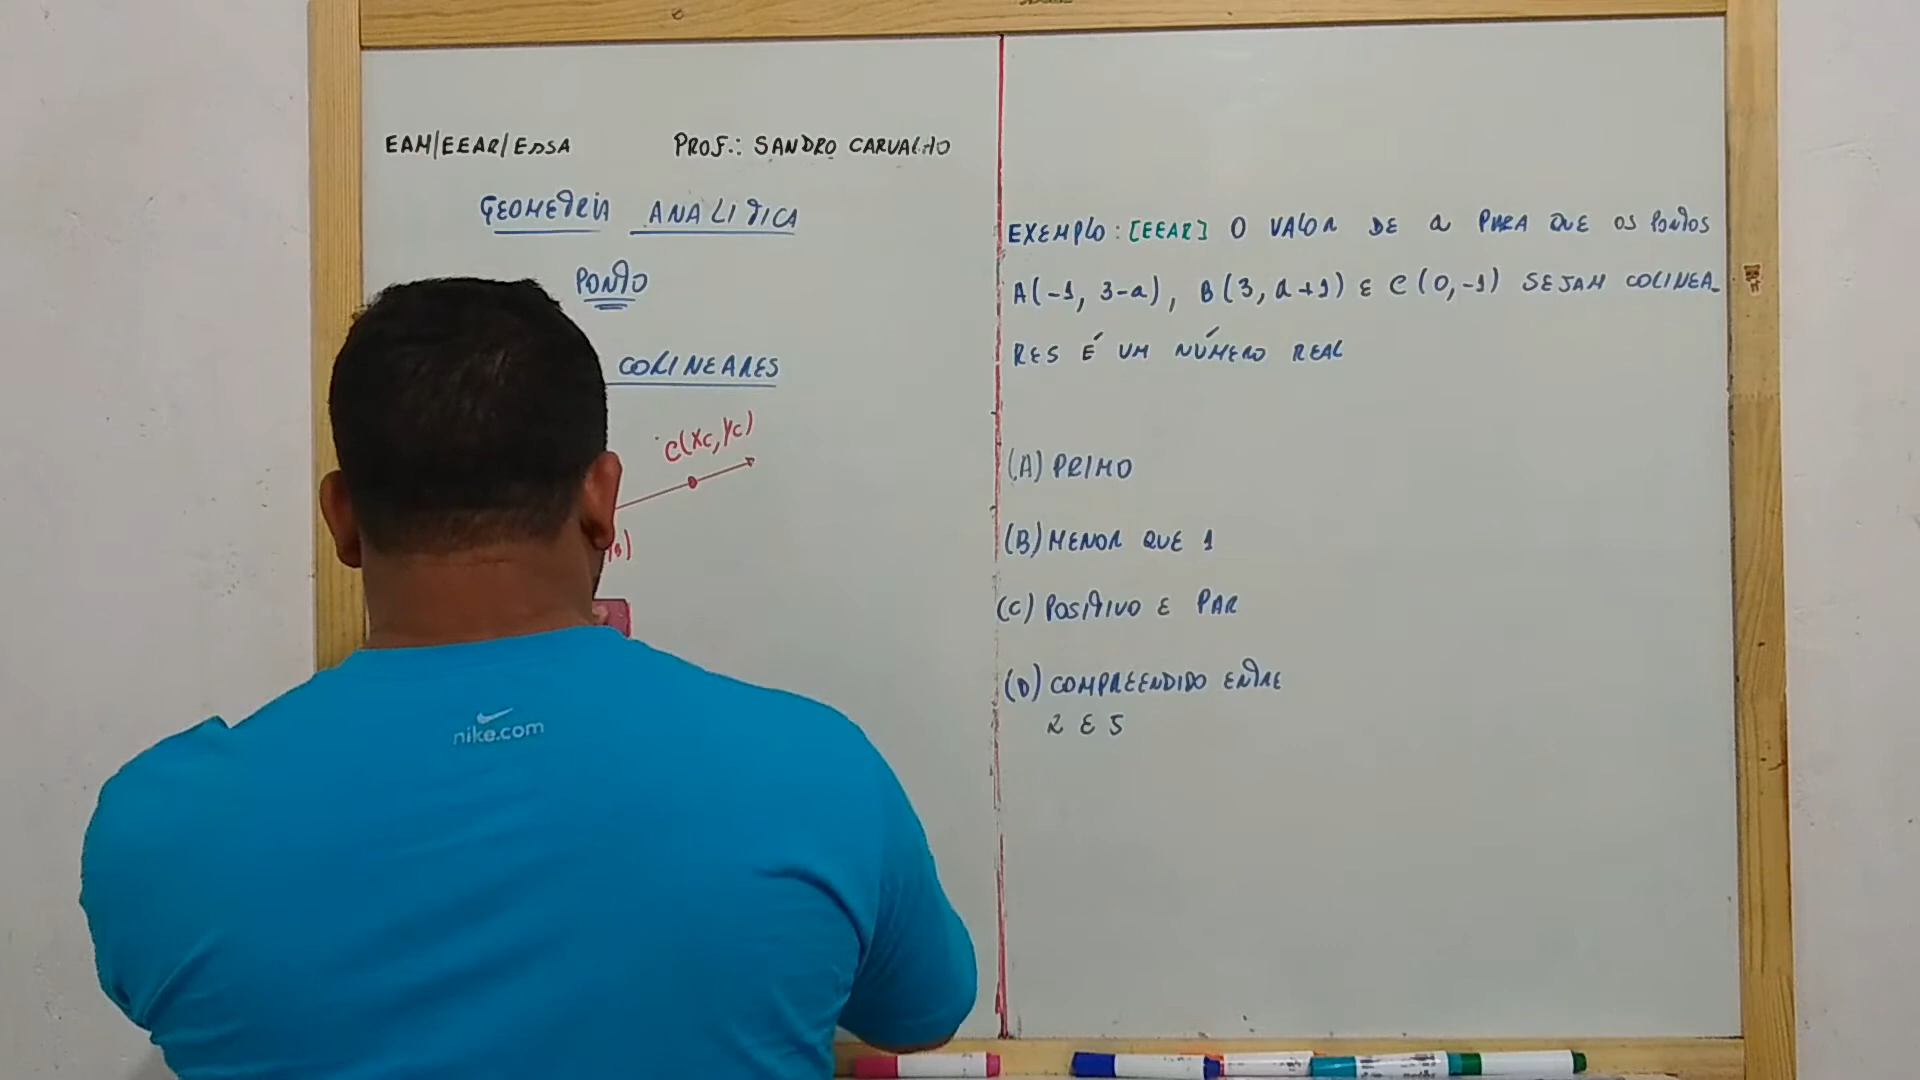 EAM/EEAR/ESSA PROF.: SANDRO CARVALHO
GEOMETRIA ANALITICA
PONTO
COLINEARES
C(Xc, Yc)
nike.com
EXEMPLO: [EEAR] O VALOR DE a PARA QUE OS PONTOS
A(-1, 3-a), B(3, a+1) E C(0,-1) SEJAM COLINEA-
RES É UM NÚMERO REAL
(A) PRIMO
(B) MENOR QUE 1
(C) POSITIVO E PAR
(D) COMPREENDIDO ENTRE
2 E 5